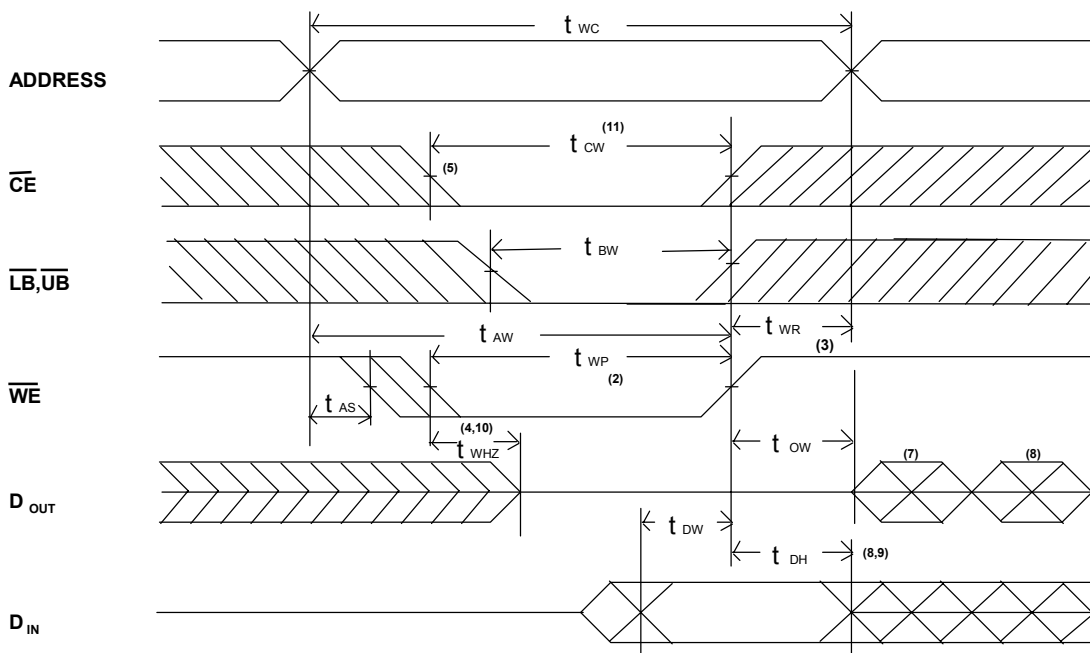 t WC
ADDRESS
t CW (11)
CE (5)
t BW
LB,UB
t AW
t WR (3)
t WP (2)
WE
t AS
t WHZ (4,10)
t OW
(7) (8)
D OUT
t DW
t DH (8,9)
D IN